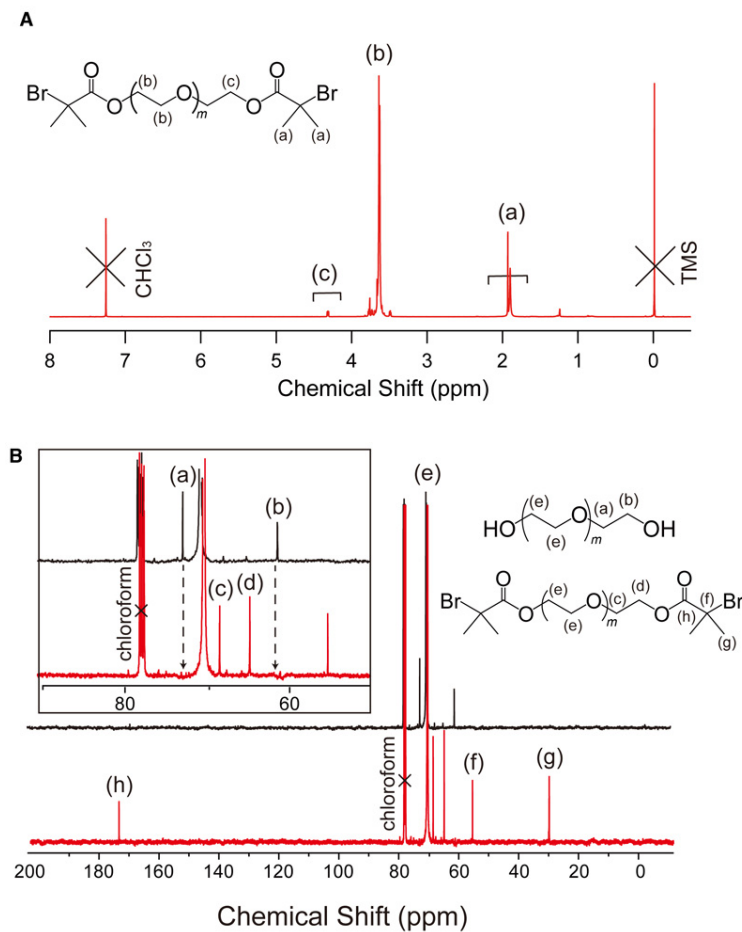 A
(b)
O
O
Br
(b)
(c)
Br
O
O
O
(b)
m
(a)
(a)
(a)
(c)
CHCl3
TMS
8 7 6 5 4 3 2 1 0
Chemical Shift (ppm)
B
(e)
(a)
(b)
(e)
(a)
(b)
HO
O
OH
(e)
m
(c)
(d)
O
O
(e)
(c)
(d)
(f)
Br
Br
O
O
O
(e)
m
(h)
(g)
chloroform
80 60
chloroform
(h)
(f)
(g)
200 180 160 140 120 100 80 60 40 20 0
Chemical Shift (ppm)